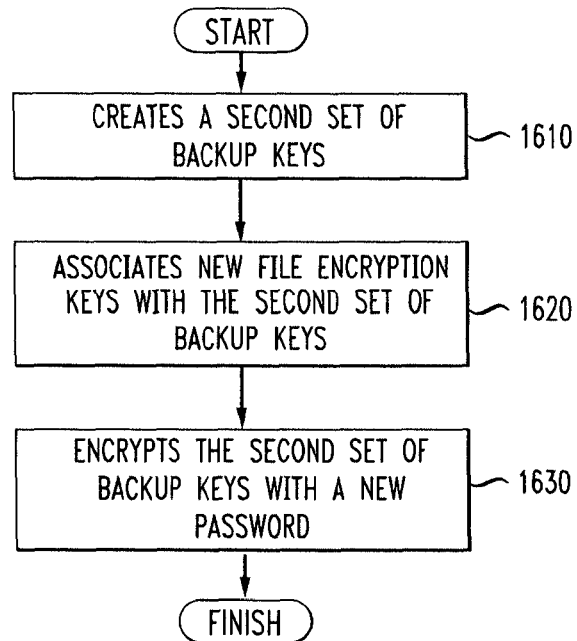 START
CREATES A SECOND SET OF
BACKUP KEYS
1610
ASSOCIATES NEW FILE ENCRYPTION
KEYS WITH THE SECOND SET OF
BACKUP KEYS
1620
ENCRYPTS THE SECOND SET OF
BACKUP KEYS WITH A NEW
PASSWORD
1630
FINISH